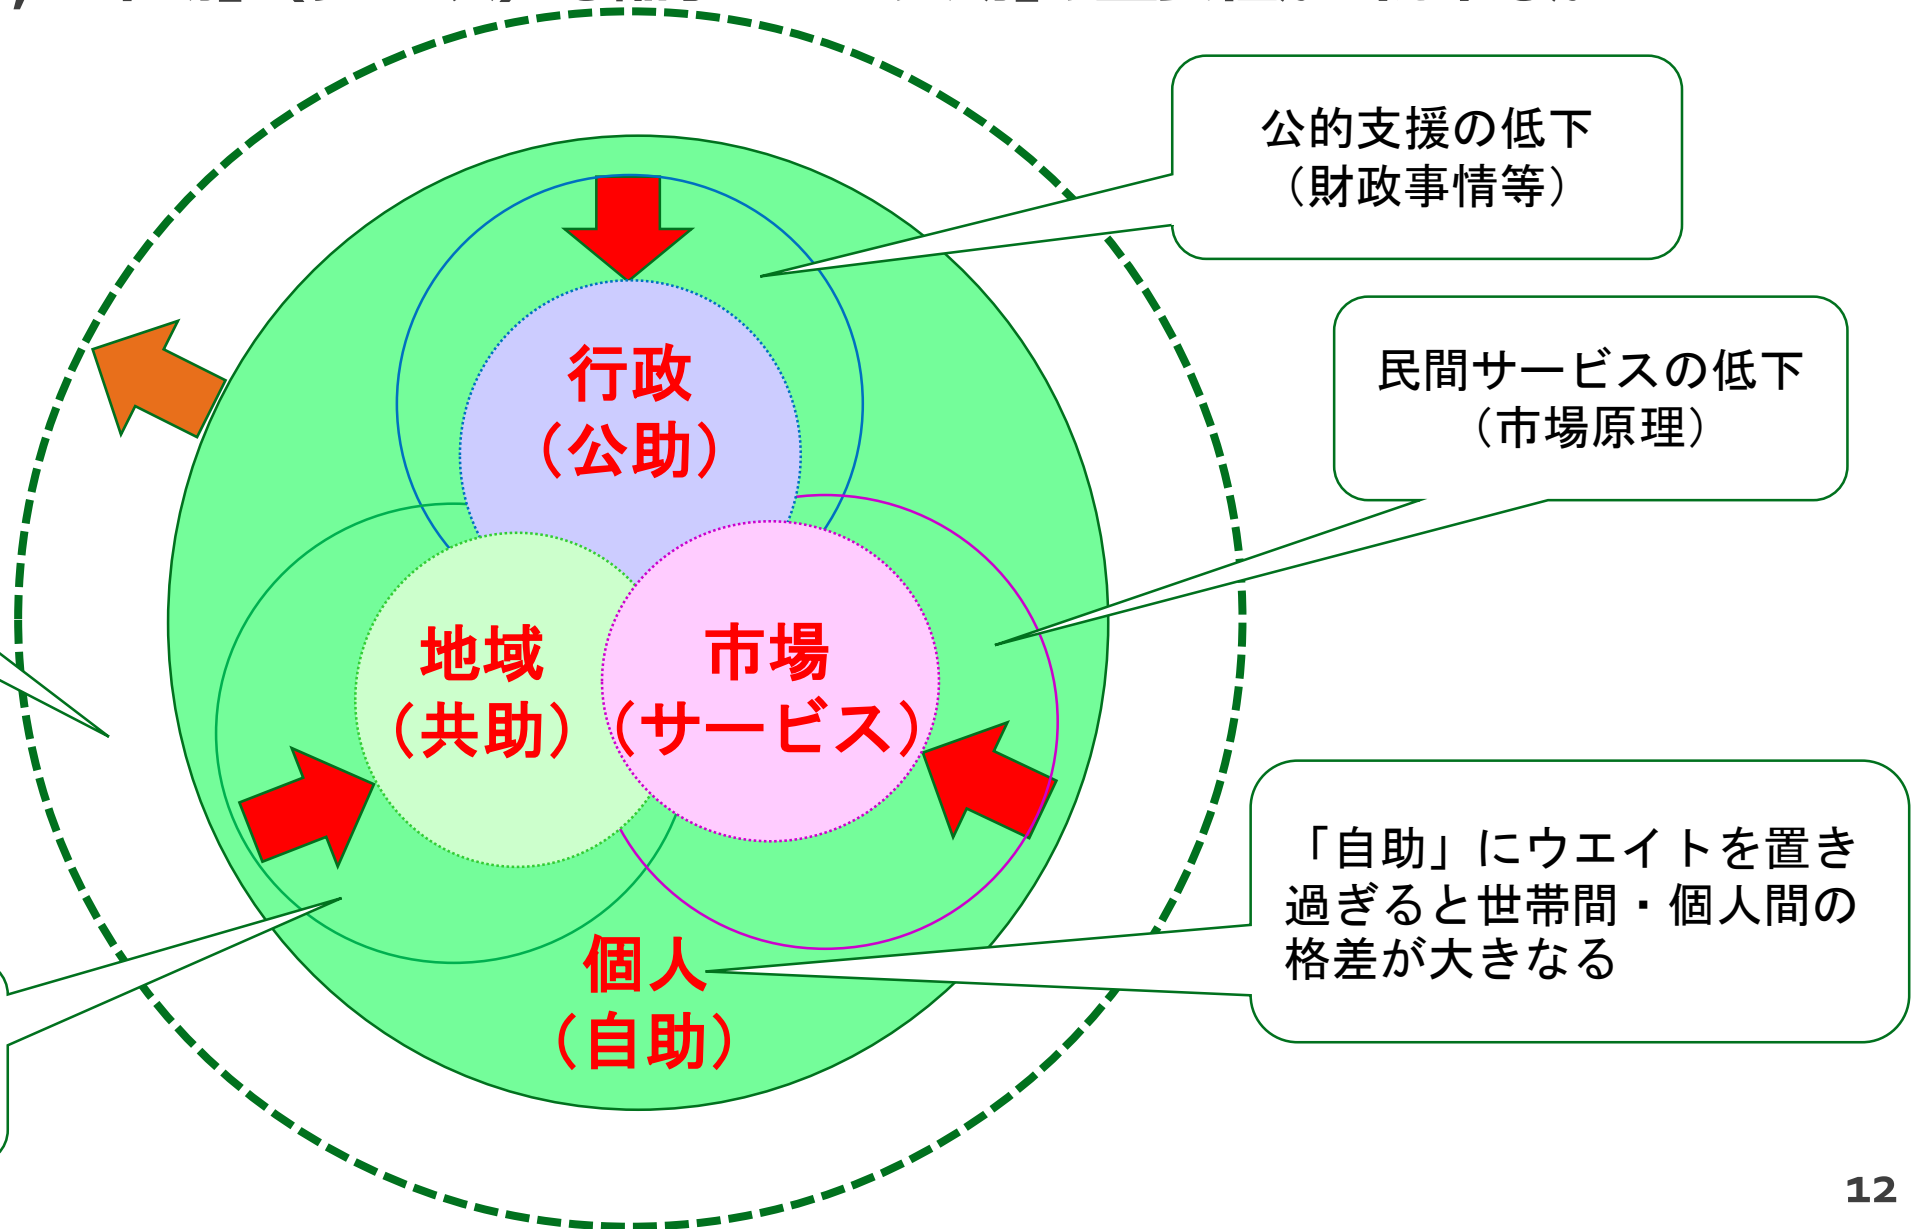 公的支援の低下
（財政事情等）
民間サービスの低下
（市場原理）
行政
（公助）
地域
（共助）
市場
（サービス）
「自助」にウエイトを置き
過ぎると世帯間・個人間の
格差が大きなる
個人
（自助）
12